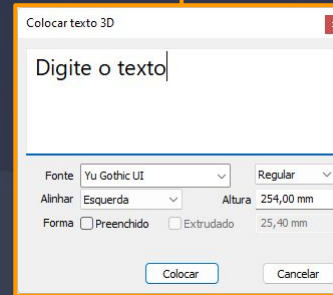 Colocar texto 3D
Digite o texto
Fonte Yu Gothic UI Regular
Alinhar Esquerda Altura 254,00 mm
Forma Preenchido Extrudado 25,40 mm
Colocar Cancelar